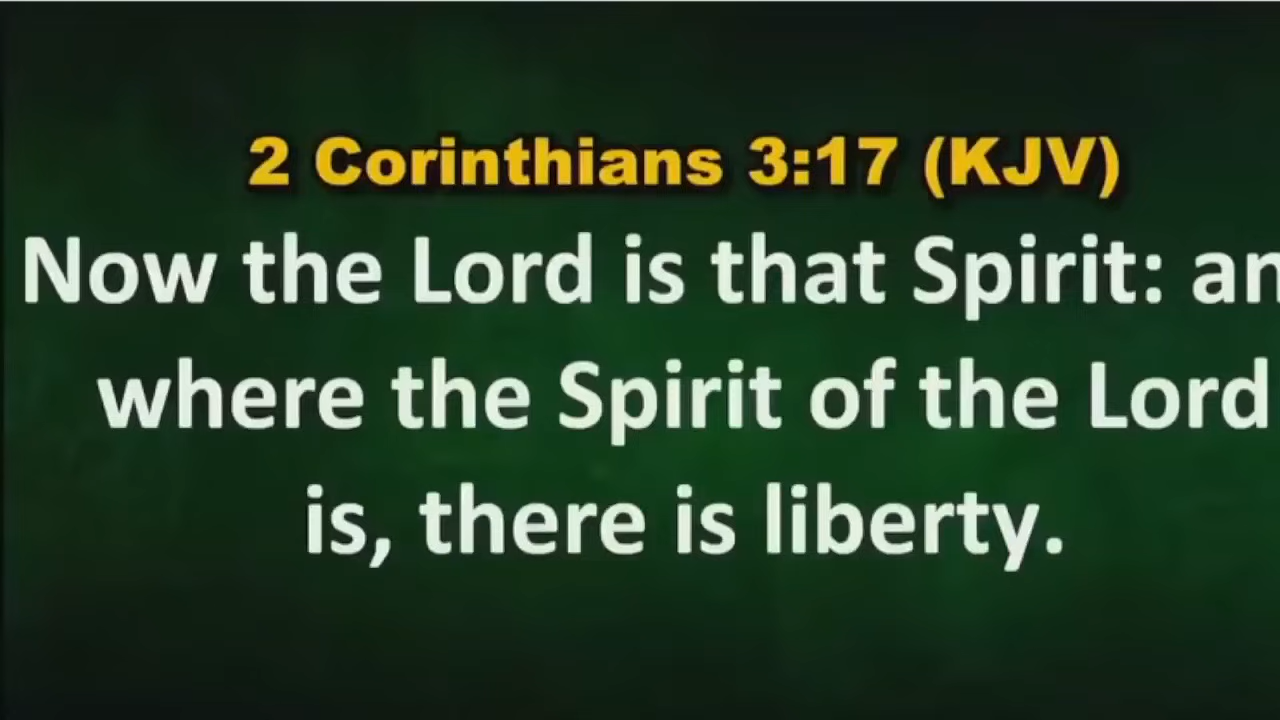 2 Corinthians 3:17 (KJV)
Now the Lord is that Spirit: an
where the Spirit of the Lord
is, there is liberty.